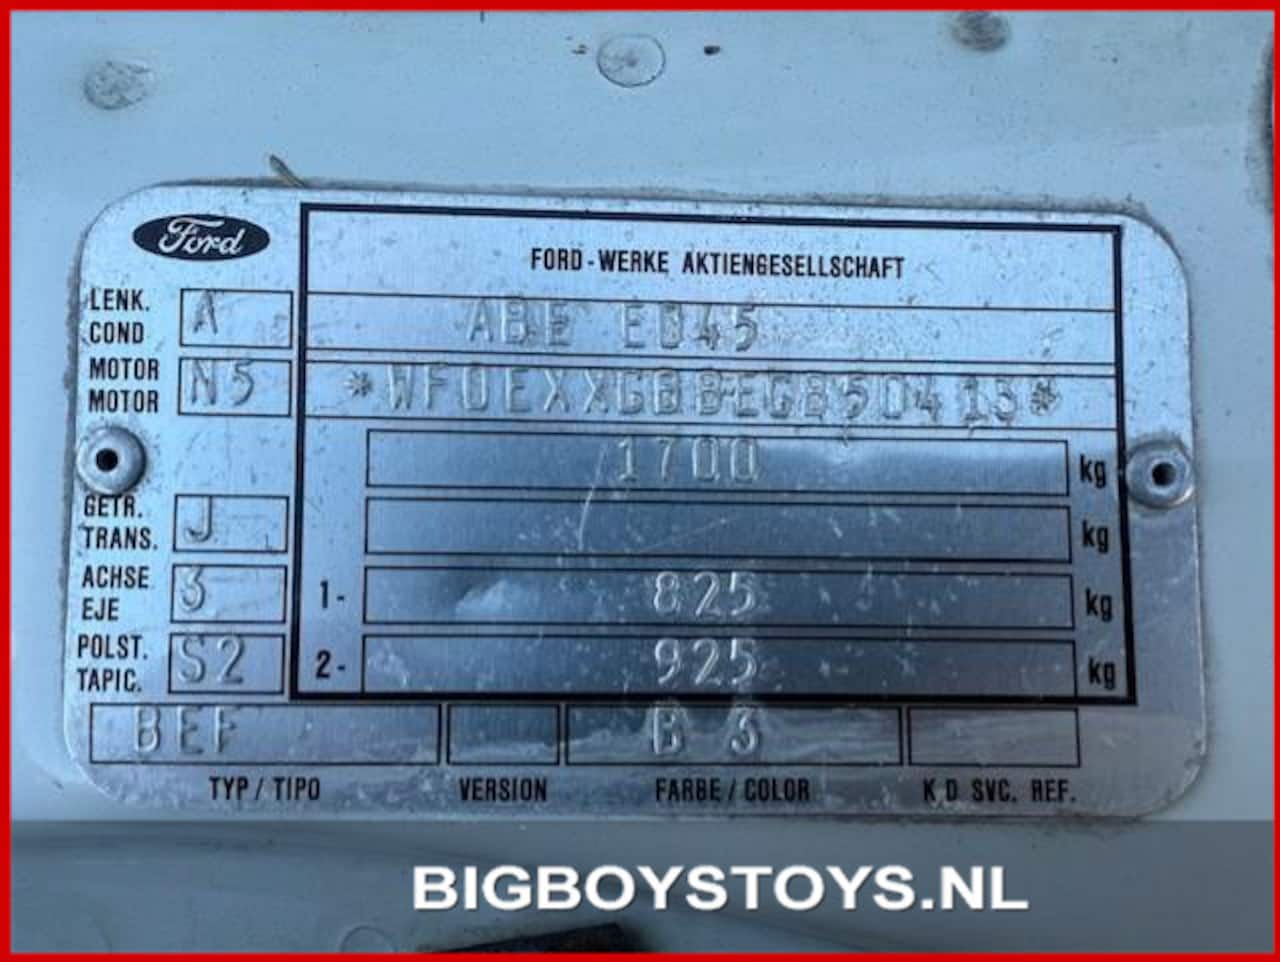 Ford
FORD-WERKE AKTIENGESELLSCHAFT
LENK.
COND
A
ABE E045
MOTOR
MOTOR
N5
*WF0EXXGBBEGB50413*
1700 kg
GETR.
TRANS.
J
kg
ACHSE
EJE
3
1- 825 kg
POLST.
TAPIC.
S2
2- 925 kg
BEF B 3
TYP / TIPO VERSION FARBE / COLOR K D SVC. REF.
BIGBOYSTOYS.NL